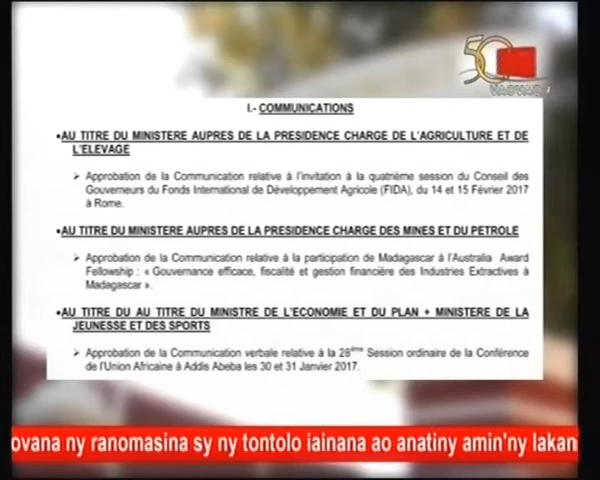 50
VAOVAO
I.- COMMUNICATIONS
•AU TITRE DU MINISTERE AUPRES DE LA PRESIDENCE CHARGE DE L'AGRICULTURE ET DE
L'ELEVAGE
➢ Approbation de la Communication relative à l'invitation à la quatrième session du Conseil des
Gouverneurs du Fonds International de Développement Agricole (FIDA), du 14 et 15 Février 2017
à Rome.
•AU TITRE DU MINISTERE AUPRES DE LA PRESIDENCE CHARGE DES MINES ET DU PETROLE
➢ Approbation de la Communication relative à la participation de Madagascar à l'Australia Award
Fellowship : « Gouvernance efficace, fiscalité et gestion financière des Industries Extractives à
Madagascar ».
•AU TITRE DU AU TITRE DU MINISTRE DE L'ECONOMIE ET DU PLAN + MINISTERE DE LA
JEUNESSE ET DES SPORTS
➢ Approbation de la Communication verbale relative à la 28ème Session ordinaire de la Conférence
de l'Union Africaine à Addis Abeba les 30 et 31 Janvier 2017.
ovana ny ranomasina sy ny tontolo iainana ao anatiny amin'ny lakan